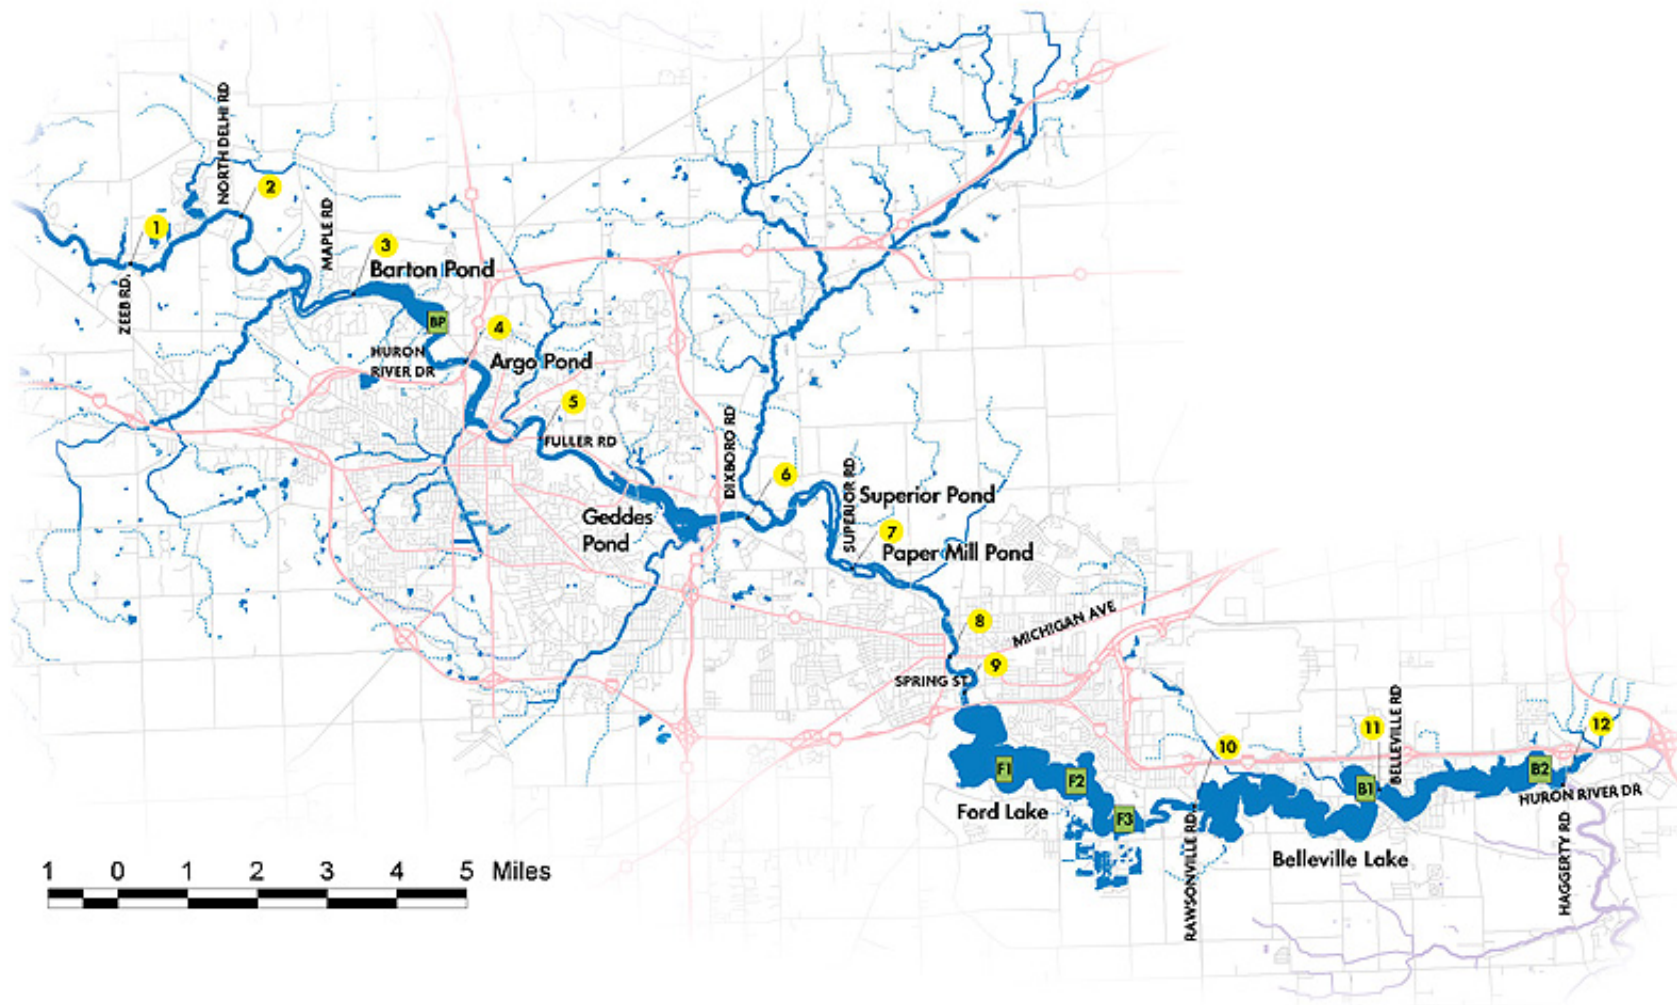 NORTH DELHI RD
2
1
MAPLE RD
3
Barton Pond
ZEEB RD.
BP
4
HURON
RIVER DR
Argo Pond
5
FULLER RD
DIXBORO RD
6
SUPERIOR RD
Superior Pond
Geddes
Pond
7
Paper Mill Pond
8
MICHIGAN AVE
9
SPRING ST.
10
11
BELLEVILLE RD
12
F1
F2
F3
B1
B2
HURON RIVER DR
Ford Lake
RAWSONVILLE RD.
Belleville Lake
HAGGERTY RD
1 0 1 2 3 4 5 Miles